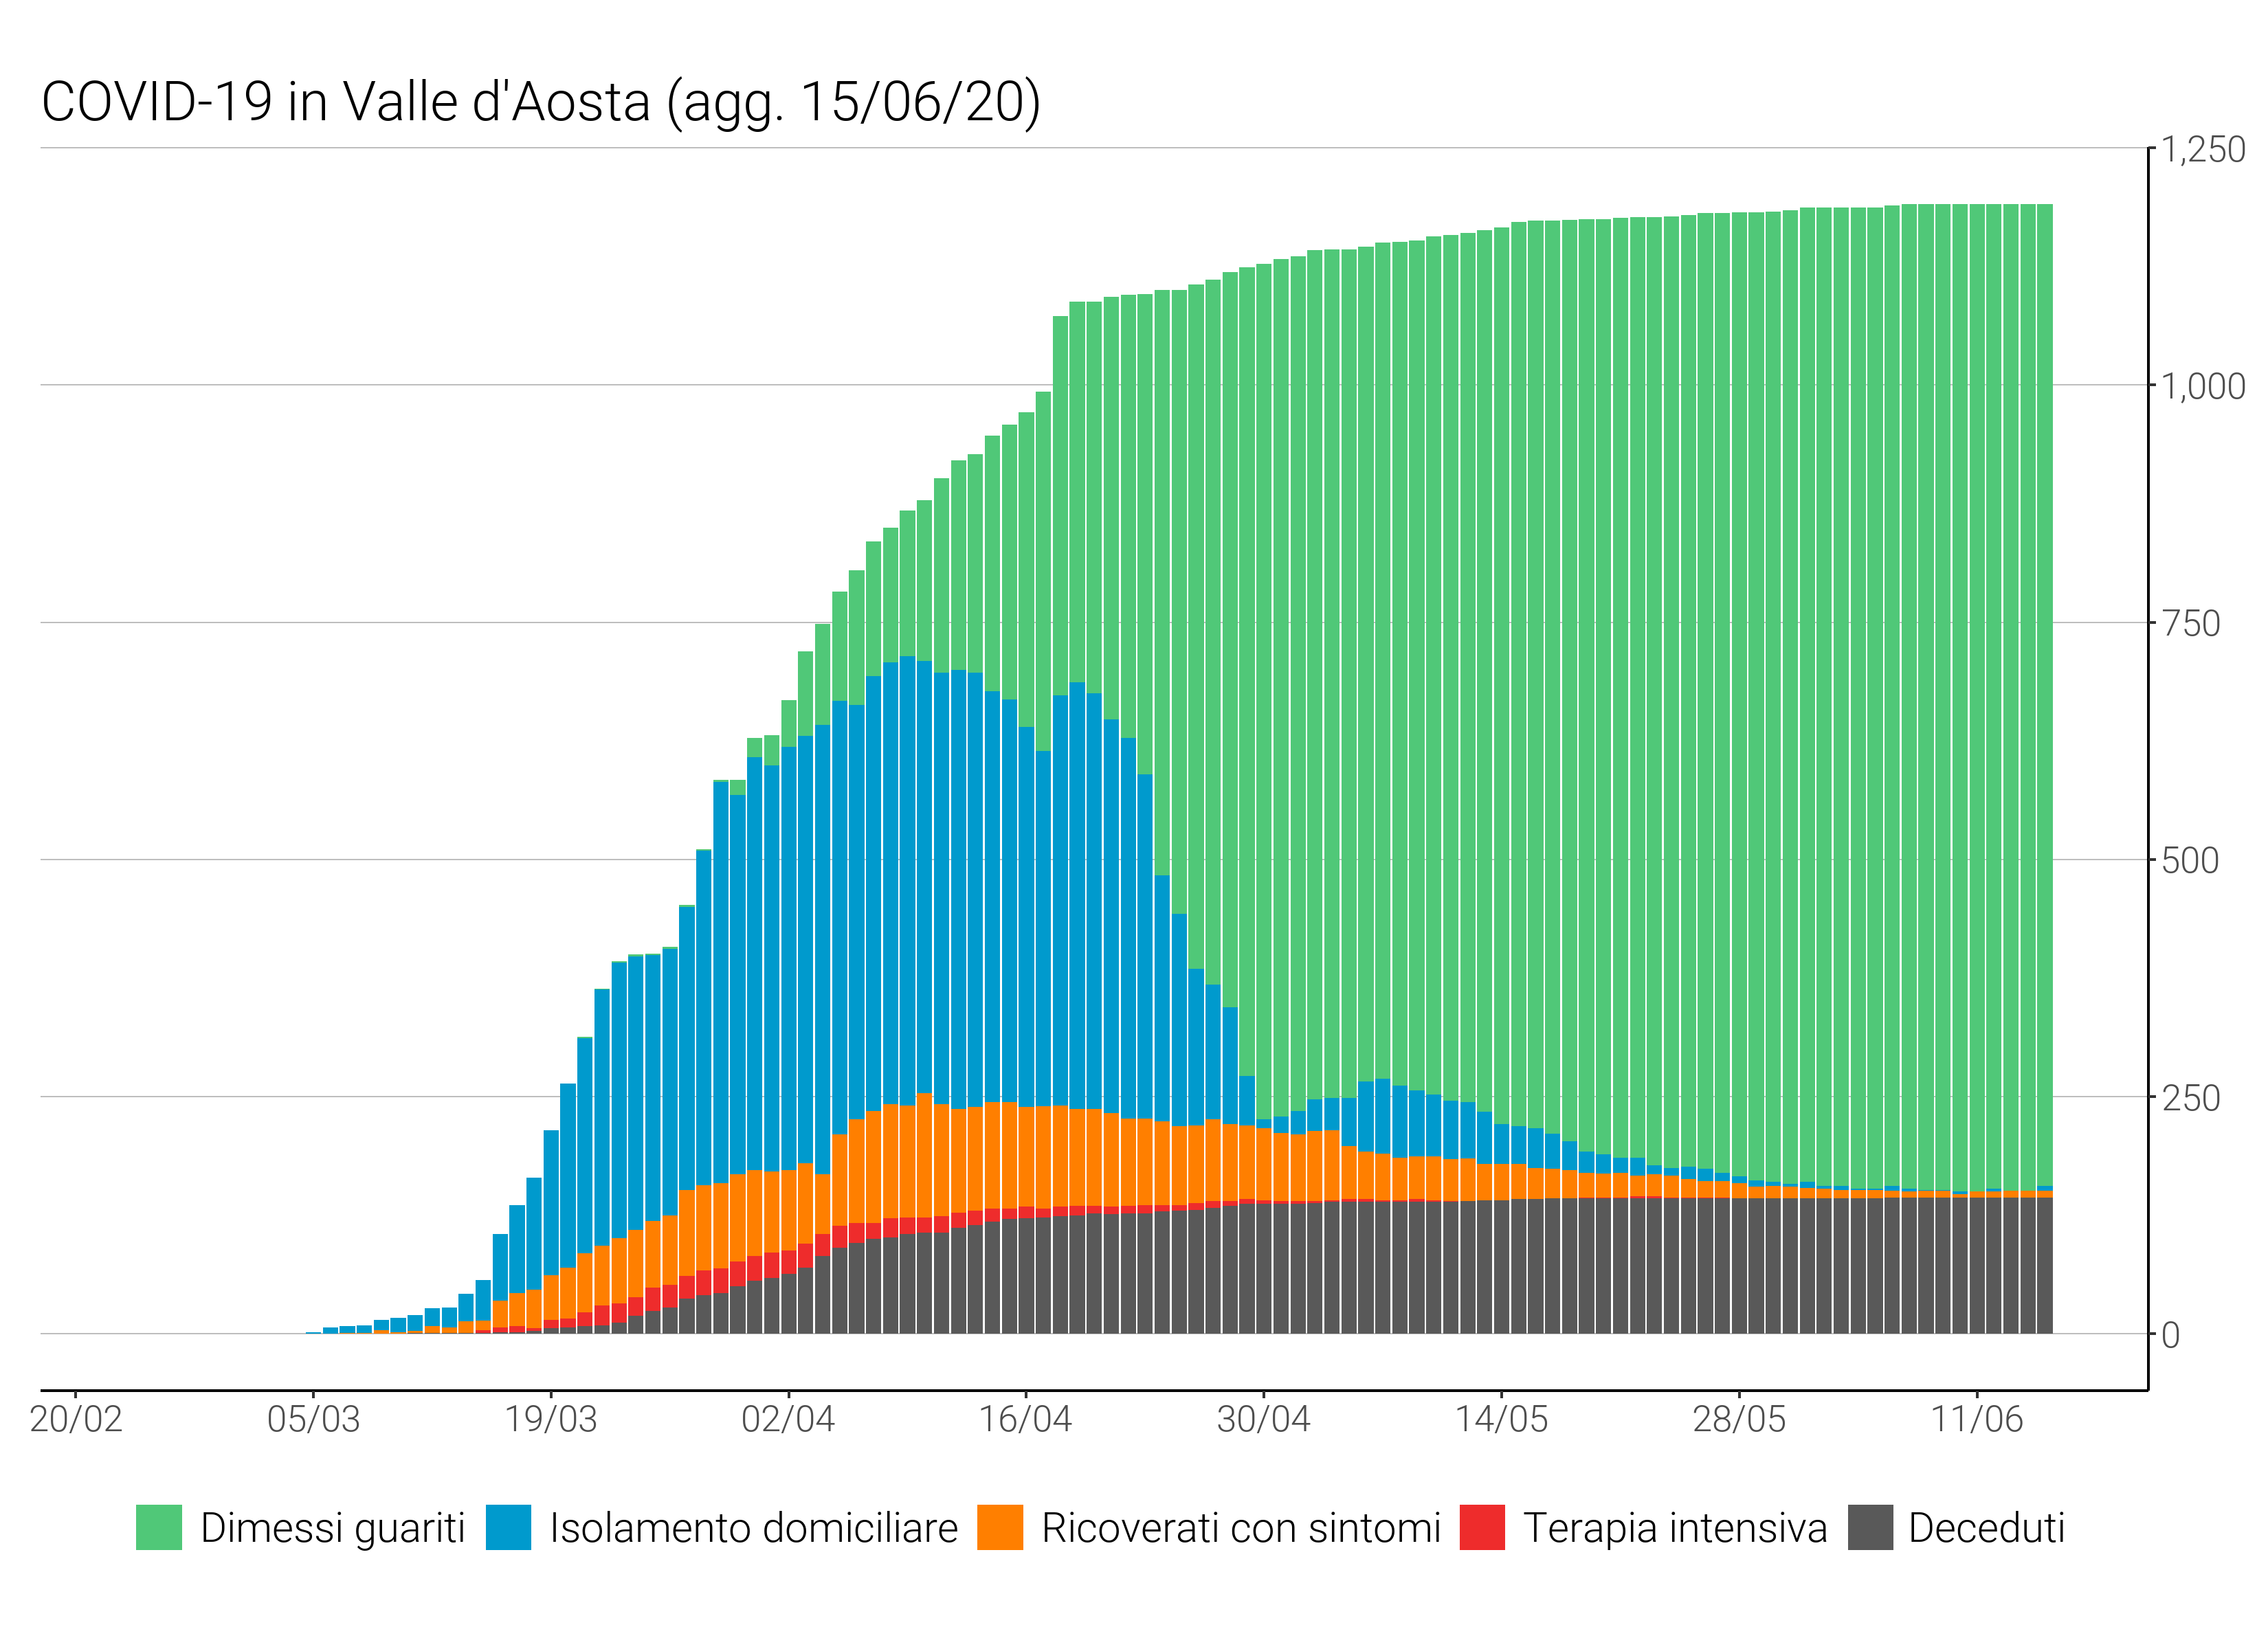 COVID-19 in Valle d'Aosta (agg. 15/06/20)
1,250
1,000
750
500
250
0
20/02 05/03 19/03 02/04 16/04 30/04 14/05 28/05 11/06
Dimessi guariti Isolamento domiciliare Ricoverati con sintomi Terapia intensiva Deceduti